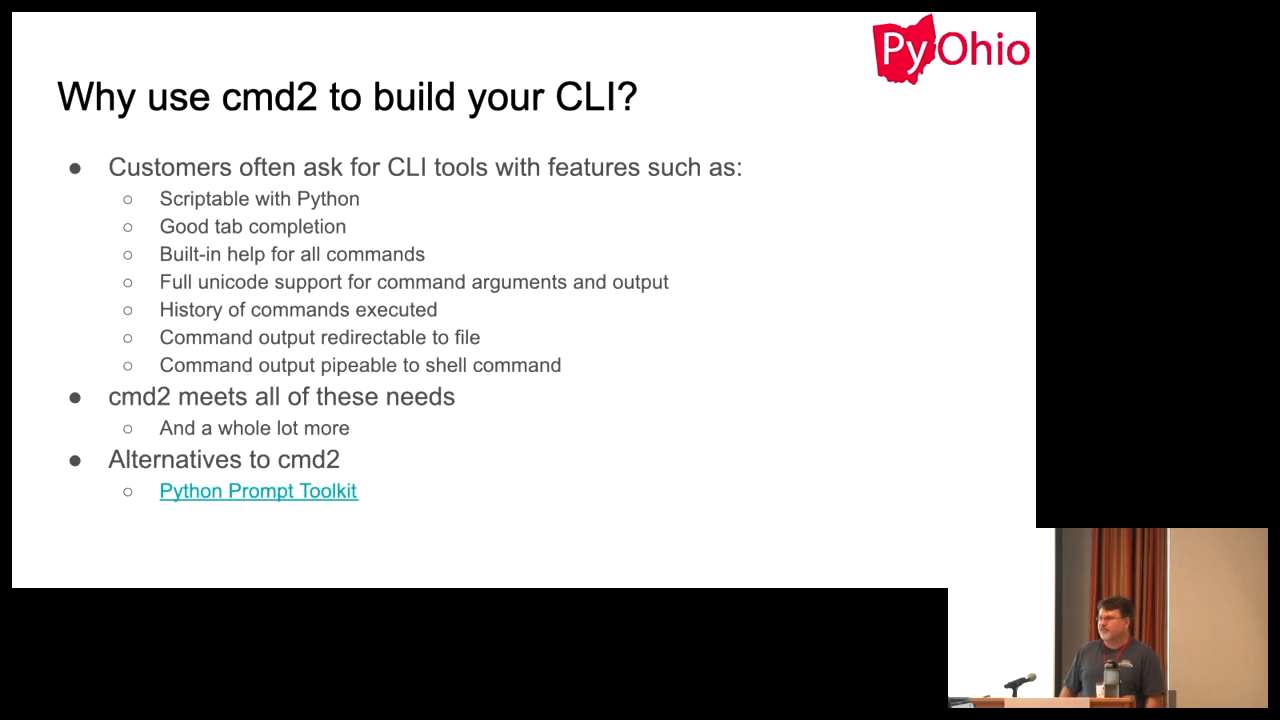 PyOhio
Why use cmd2 to build your CLI?
● Customers often ask for CLI tools with features such as:
○ Scriptable with Python
○ Good tab completion
○ Built-in help for all commands
○ Full unicode support for command arguments and output
○ History of commands executed
○ Command output redirectable to file
○ Command output pipeable to shell command
● cmd2 meets all of these needs
○ And a whole lot more
● Alternatives to cmd2
○ Python Prompt Toolkit